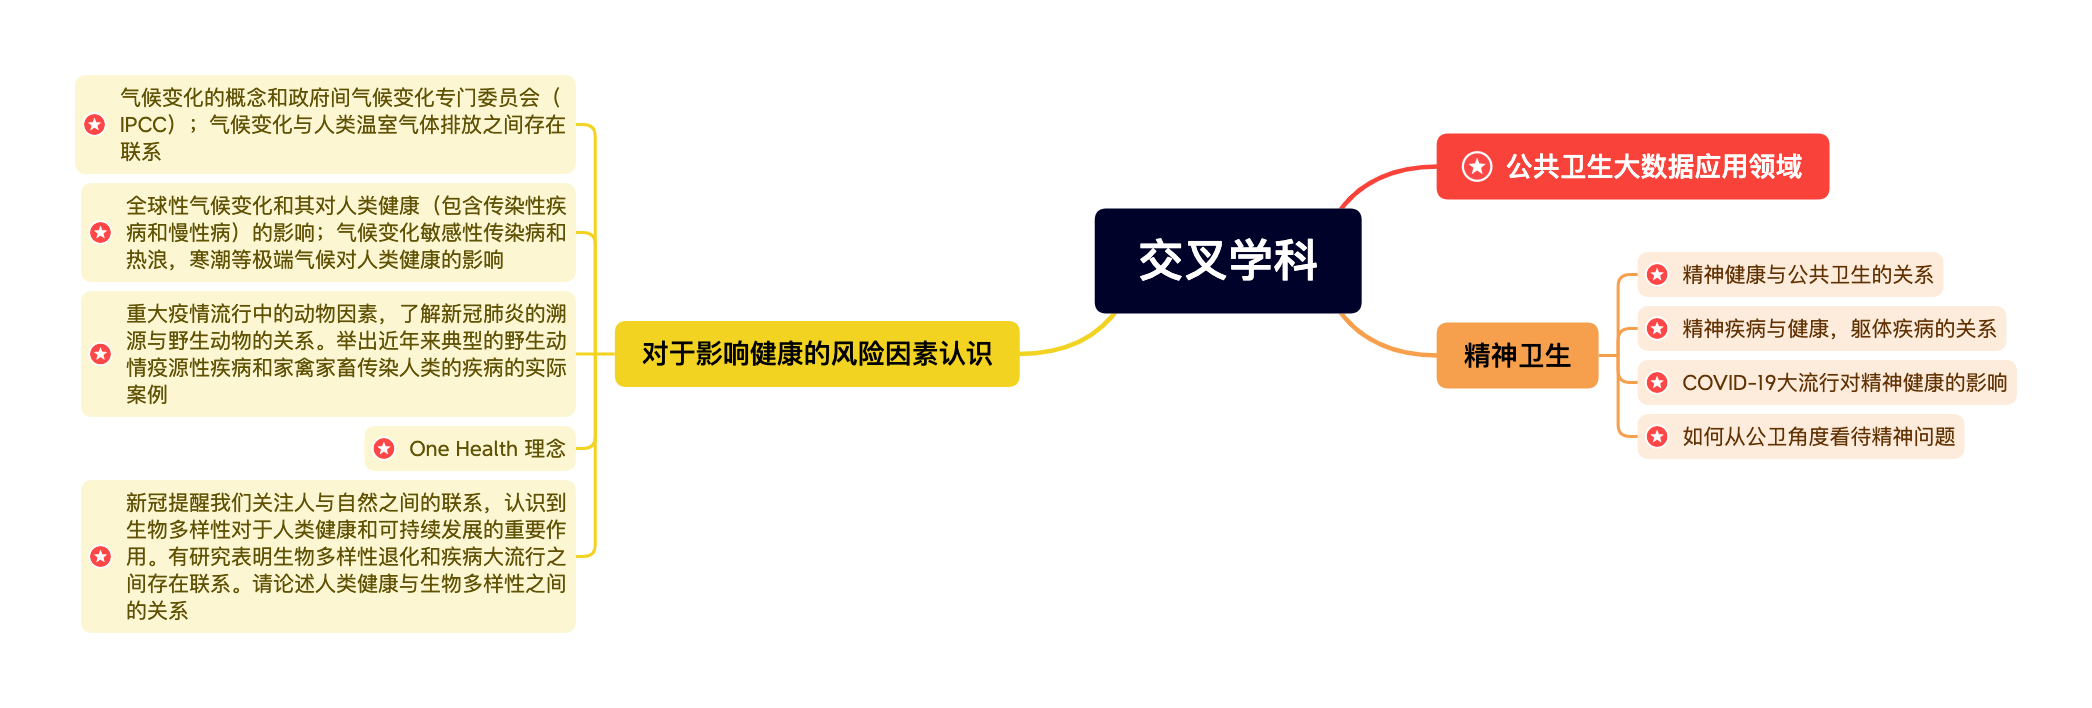 交叉学科
公共卫生大数据应用领域
精神卫生
精神健康与公共卫生的关系
精神疾病与健康，躯体疾病的关系
COVID-19大流行对精神健康的影响
如何从公卫角度看待精神问题
对于影响健康的风险因素认识
气候变化的概念和政府间气候变化专门委员会（
IPCC）；气候变化与人类温室气体排放之间存在
联系
全球性气候变化和其对人类健康（包含传染性疾
病和慢性病）的影响；气候变化敏感性传染病和
热浪，寒潮等极端气候对人类健康的影响
重大疫情流行中的动物因素，了解新冠肺炎的溯
源与野生动物的关系。举出近年来典型的野生动
情疫源性疾病和家禽家畜传染人类的疾病的实际
案例
One Health 理念
新冠提醒我们关注人与自然之间的联系，认识到
生物多样性对于人类健康和可持续发展的重要作
用。有研究表明生物多样性退化和疾病大流行之
间存在联系。请论述人类健康与生物多样性之间
的关系